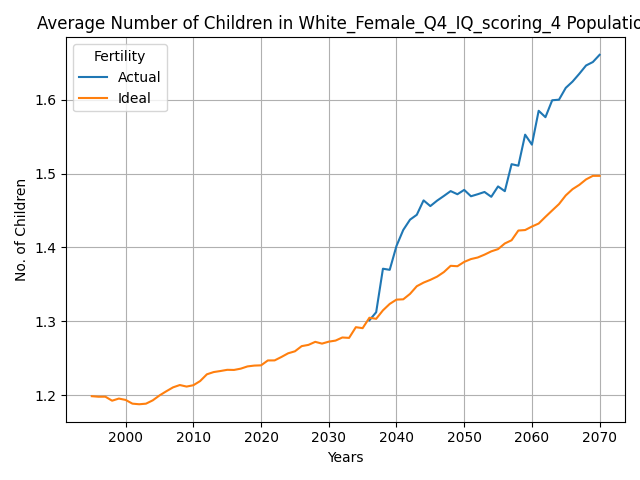 Average Number of Children in White_Female_Q4_IQ_scoring_4 Populatio
Fertility
Actual
Ideal
No. of Children
1.6
1.5
1.4
1.3
1.2
2000 2010 2020 2030 2040 2050 2060 2070
Years